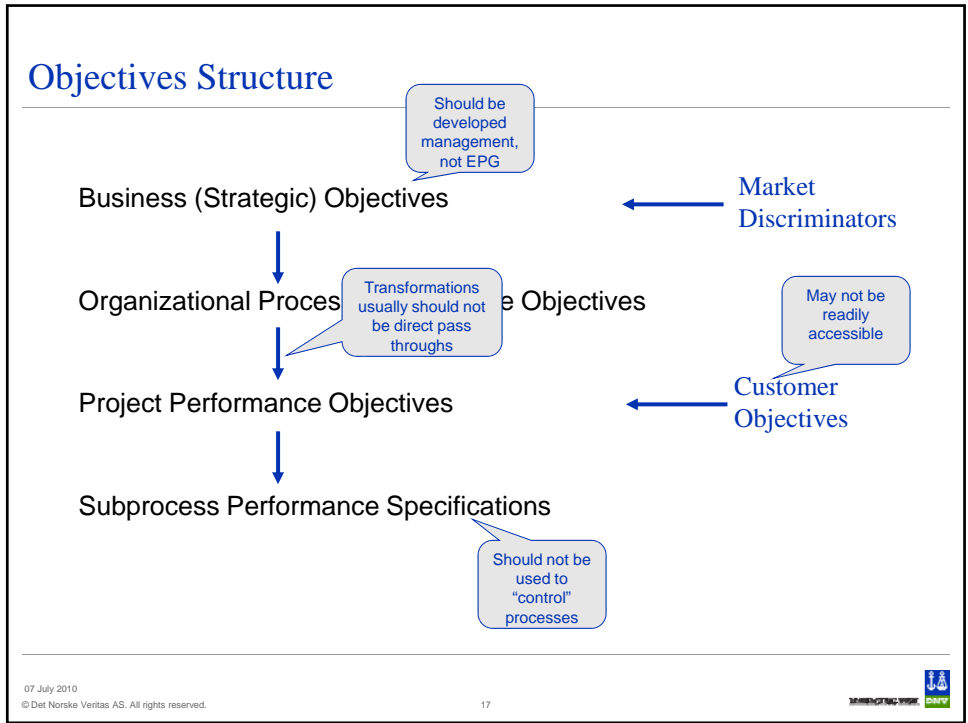 Objectives Structure
Should be
developed
management,
not EPG
Business (Strategic) Objectives
Market
Discriminators
Organizational Proces
e Objectives
Transformations
usually should not
be direct pass
throughs
May not be
readily
accessible
Project Performance Objectives
Customer
Objectives
Subprocess Performance Specifications
Should not be
used to
“control”
processes
07 July 2010
© Det Norske Veritas AS. All rights reserved.
17
DNV